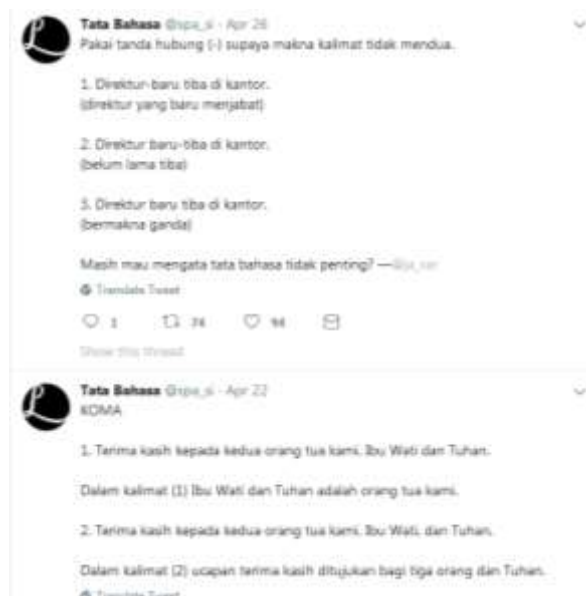 Tata Bahasa @spa_si · Apr 26
Pakai tanda hubung (-) supaya makna kalimat tidak mendua.
1. Direktur-baru tiba di kantor.
(direktur yang baru menjabat)
2. Direktur baru-tiba di kantor.
(belum lama tiba)
3. Direktur baru tiba di kantor.
(bermakna ganda)
Masih mau mengata tata bahasa tidak penting? —
Translate Tweet
1 74 94
Show this thread
Tata Bahasa @spa_si · Apr 22
KOMA
1. Terima kasih kepada kedua orang tua kami, Ibu Wati dan Tuhan.
Dalam kalimat (1) Ibu Wati dan Tuhan adalah orang tua kami.
2. Terima kasih kepada kedua orang tua kami, Ibu Wati, dan Tuhan.
Dalam kalimat (2) ucapan terima kasih ditujukan bagi tiga orang dan Tuhan.
Translate Tweet